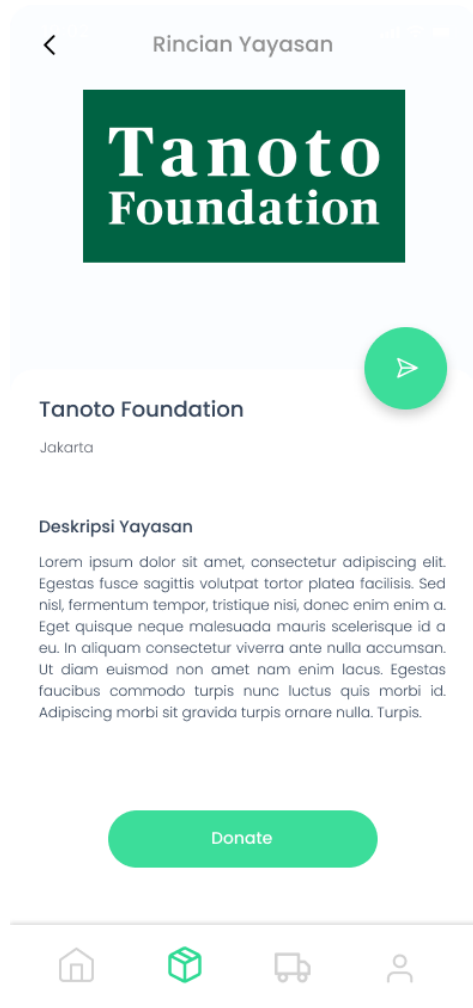 Rincian Yayasan
Tanoto
Foundation
Tanoto Foundation
Jakarta
Deskripsi Yayasan
Lorem ipsum dolor sit amet, consectetur adipiscing elit.
Egestas fusce sagittis volutpat tortor platea facilisis. Sed
nisl, fermentum tempor, tristique nisi, donec enim enim a.
Eget quisque neque malesuada mauris scelerisque id a
eu. In aliquam consectetur viverra ante nulla accumsan.
Ut diam euismod non amet nam enim lacus. Egestas
faucibus commodo turpis nunc luctus quis morbi id.
Adipiscing morbi sit gravida turpis ornare nulla. Turpis.
Donate